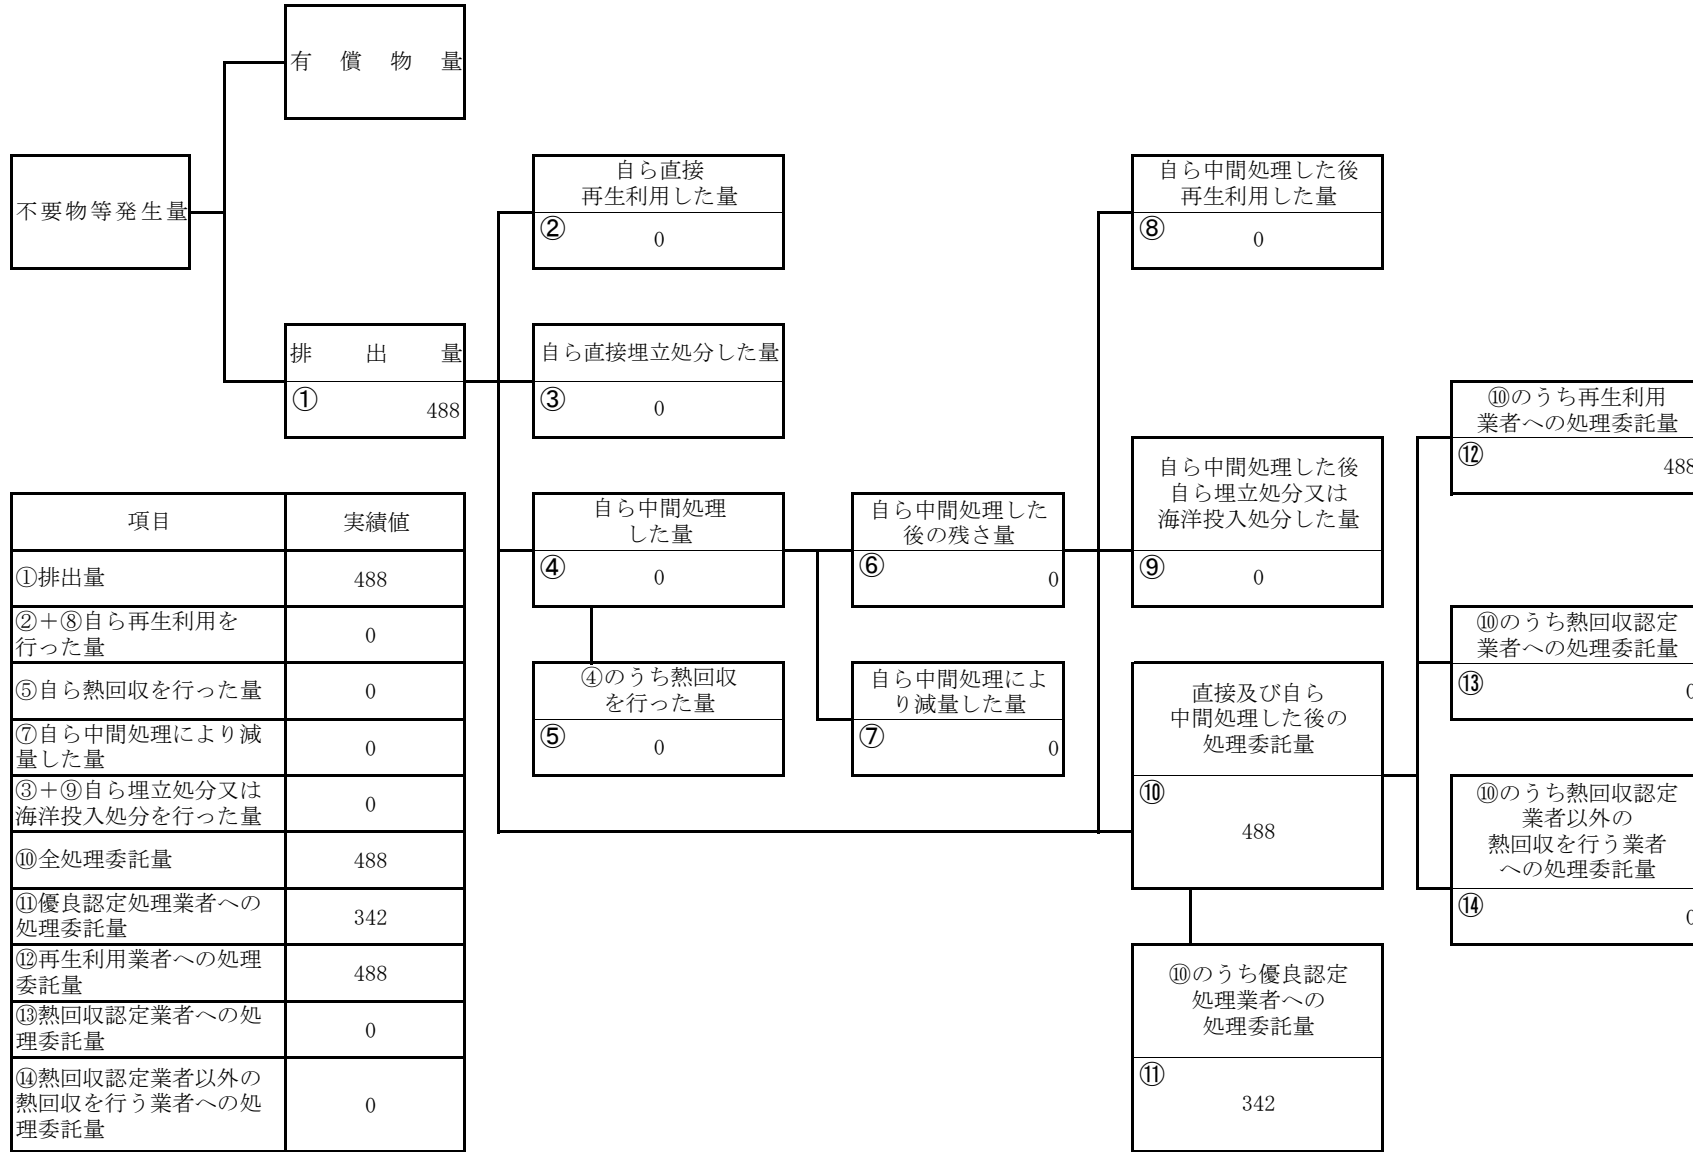 有償物量
不要物等発生量
自ら直接
再生利用した量
②
0
自ら中間処理した後
再生利用した量
⑧
0
排出量
①
488
自ら直接埋立処分した量
③
0
⑩のうち再生利用
業者への処理委託量
⑫
488
自ら中間処理
した量
④
0
自ら中間処理した
後の残さ量
⑥
0
自ら中間処理した後
自ら埋立処分又は
海洋投入処分した量
⑨
0
⑩のうち熱回収認定
業者への処理委託量
⑬
0
④のうち熱回収
を行った量
⑤
0
自ら中間処理によ
り減量した量
⑦
0
直接及び自ら
中間処理した後の
処理委託量
⑩
488
⑩のうち熱回収認定
業者以外の
熱回収を行う業者
への処理委託量
⑭
0
⑩のうち優良認定
処理業者への
処理委託量
⑪
342
項目 実績値
①排出量 488
②＋⑧自ら再生利用を
行った量 0
⑤自ら熱回収を行った量 0
⑦自ら中間処理により減
量した量 0
③＋⑨自ら埋立処分又は
海洋投入処分を行った量 0
⑩全処理委託量 488
⑪優良認定処理業者への
処理委託量 342
⑫再生利用業者への処理
委託量 488
⑬熱回収認定業者への処
理委託量 0
⑭熱回収認定業者以外の
熱回収を行う業者への処
理委託量 0